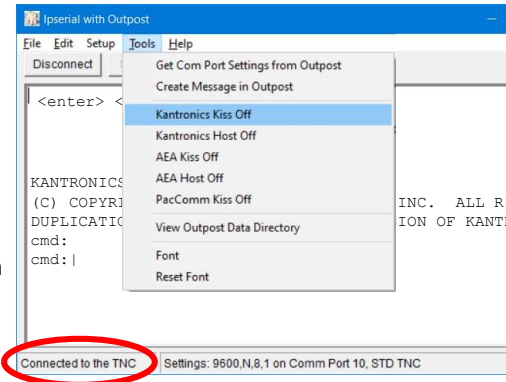 Ipserial with Outpost
File Edit Setup Tools Help
Disconnect
Get Com Port Settings from Outpost
Create Message in Outpost
Kantronics Kiss Off
Kantronics Host Off
AEA Kiss Off
AEA Host Off
PacComm Kiss Off
View Outpost Data Directory
Font
Reset Font
<enter> <
KANTRONICS
(C) COPYRI INC. ALL R
DUPLICATIO ION OF KANT
cmd:
cmd:
Connected to the TNC Settings: 9600,N,8,1 on Comm Port 10, STD TNC